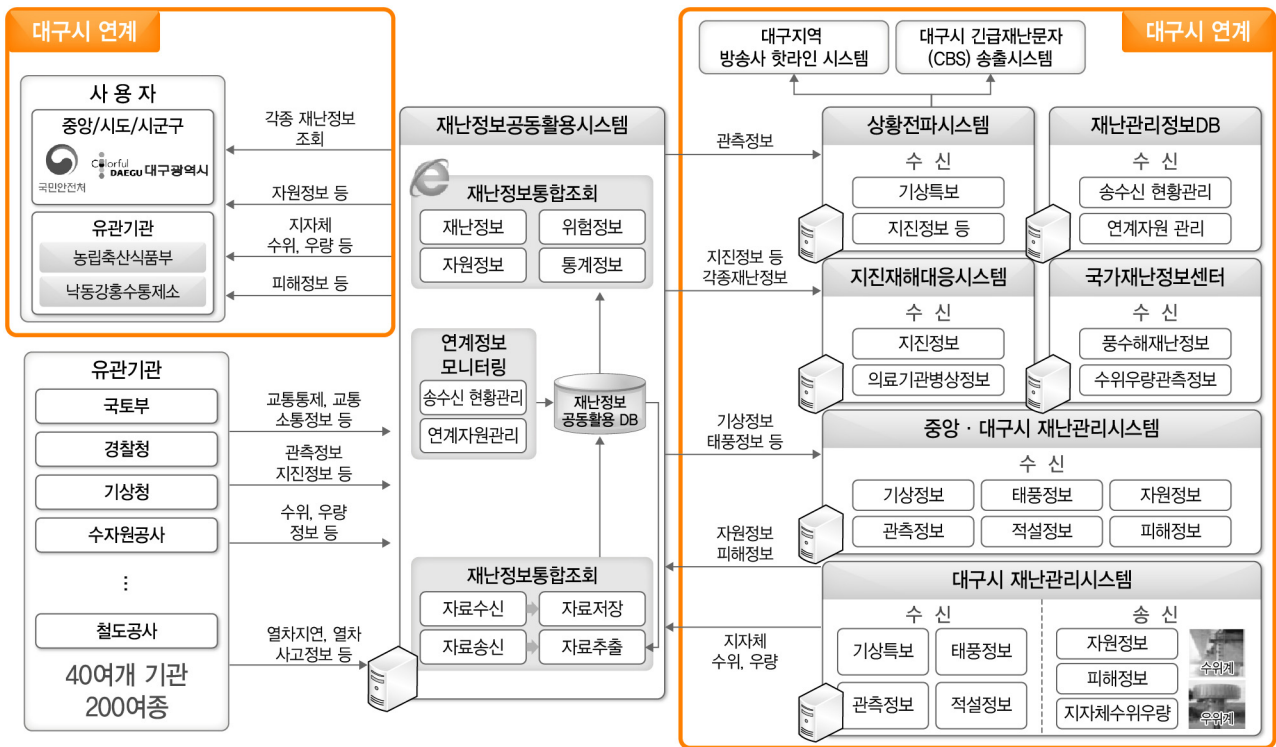 대구시 연계
사 용 자
중앙/시도/시군구
국민안전처
Colorful
DAEGU 대구광역시
유관기관
농림축산식품부
낙동강홍수통제소
각종 재난정보
조회
자원정보 등
지자체
수위, 우량 등
피해정보 등
유관기관
국토부
경찰청
기상청
수자원공사
⋮
철도공사
40여개 기관
200여종
교통통제, 교통
소통정보 등
관측정보
지진정보 등
수위, 우량
정보 등
열차지연, 열차
사고정보 등
재난정보공동활용시스템
재난정보통합조회
재난정보
위험정보
자원정보
통계정보
연계정보
모니터링
송수신 현황관리
연계자원관리
재난정보
공동활용 DB
재난정보통합조회
자료수신
자료저장
자료송신
자료추출
관측정보
지진정보 등
각종재난정보
기상정보
태풍정보 등
자원정보
피해정보
지자체
수위, 우량
대구시 연계
대구지역
방송사 핫라인 시스템
대구시 긴급재난문자
(CBS) 송출시스템
상황전파시스템
수 신
기상특보
지진정보 등
재난관리정보DB
수 신
송수신 현황관리
연계자원 관리
지진재해대응시스템
수 신
지진정보
의료기관병상정보
국가재난정보센터
수 신
풍수해재난정보
수위우량관측정보
중앙 · 대구시 재난관리시스템
수 신
기상정보
태풍정보
자원정보
관측정보
적설정보
피해정보
대구시 재난관리시스템
수 신
기상특보
태풍정보
관측정보
적설정보
송 신
자원정보
피해정보
지자체수위우량
수위계
우위계